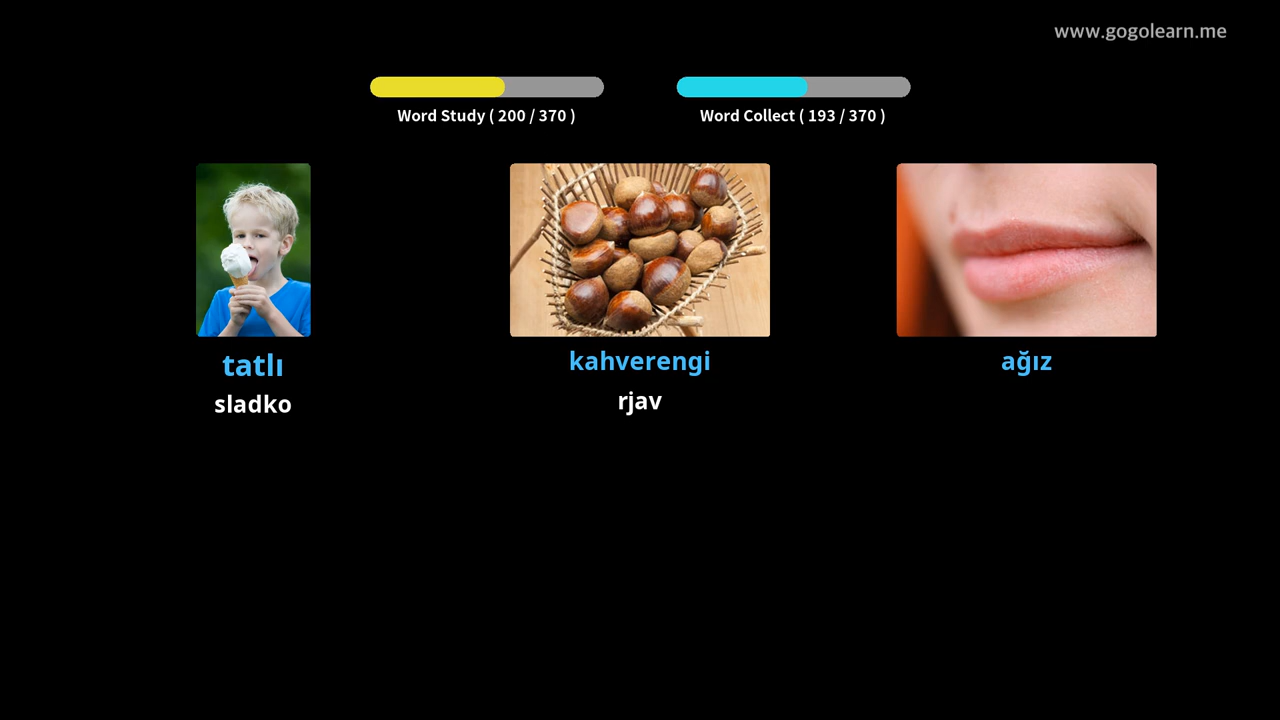 www.gogolearn.me
Word Study ( 200 / 370 )
Word Collect ( 193 / 370 )
tatlı
kahverengi
ağız
sladko
rjav